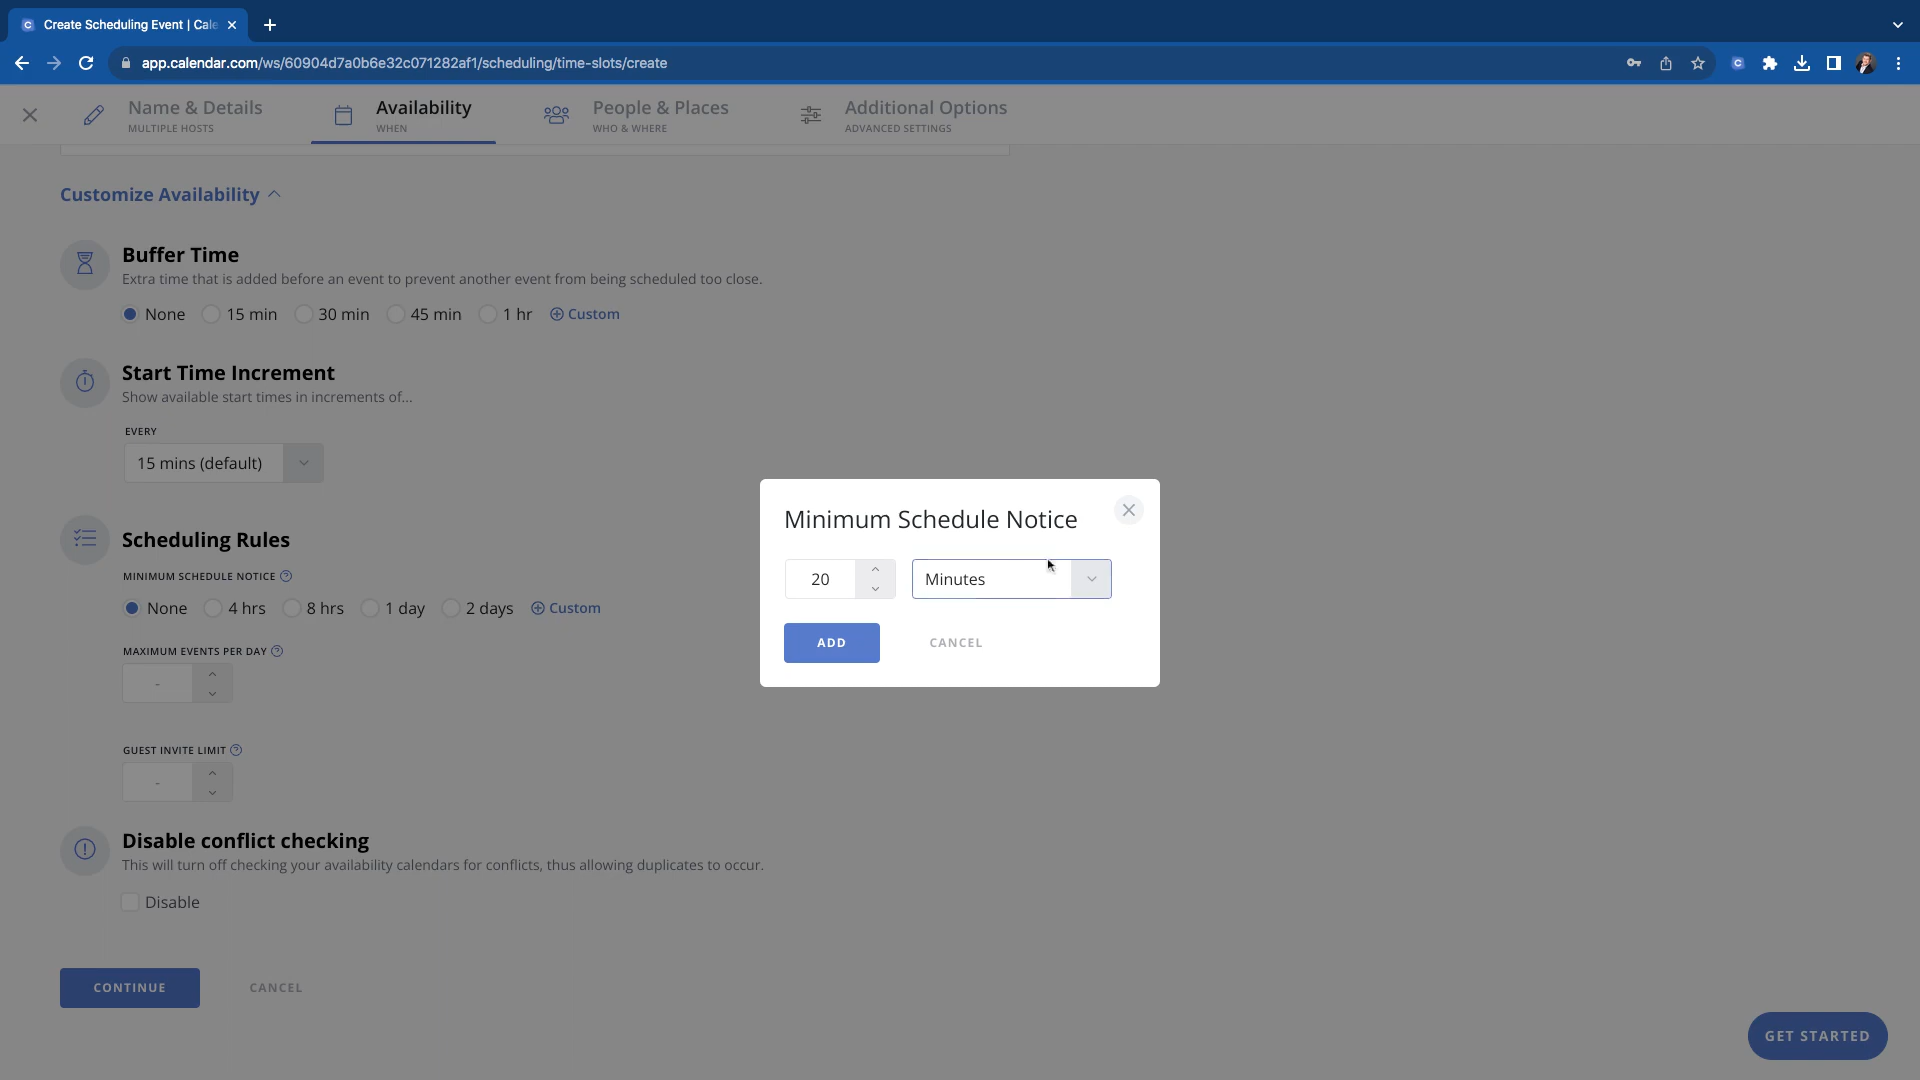 Create Scheduling Event | Cale
app.calendar.com/ws/60904d7a0b6e32c071282af1/scheduling/time-slots/create
Name & Details
MULTIPLE HOSTS
Availability
WHEN
People & Places
WHO & WHERE
Additional Options
ADVANCED SETTINGS
Customize Availability
Buffer Time
Extra time that is added before an event to prevent another event from being scheduled too close.
None 15 min 30 min 45 min 1 hr Custom
Start Time Increment
Show available start times in increments of...
EVERY
15 mins (default)
Scheduling Rules
MINIMUM SCHEDULE NOTICE
None 4 hrs 8 hrs 1 day 2 days Custom
MAXIMUM EVENTS PER DAY
-
GUEST INVITE LIMIT
-
Disable conflict checking
This will turn off checking your availability calendars for conflicts, thus allowing duplicates to occur.
Disable
CONTINUE CANCEL
Minimum Schedule Notice
20 Minutes
ADD CANCEL
GET STARTED